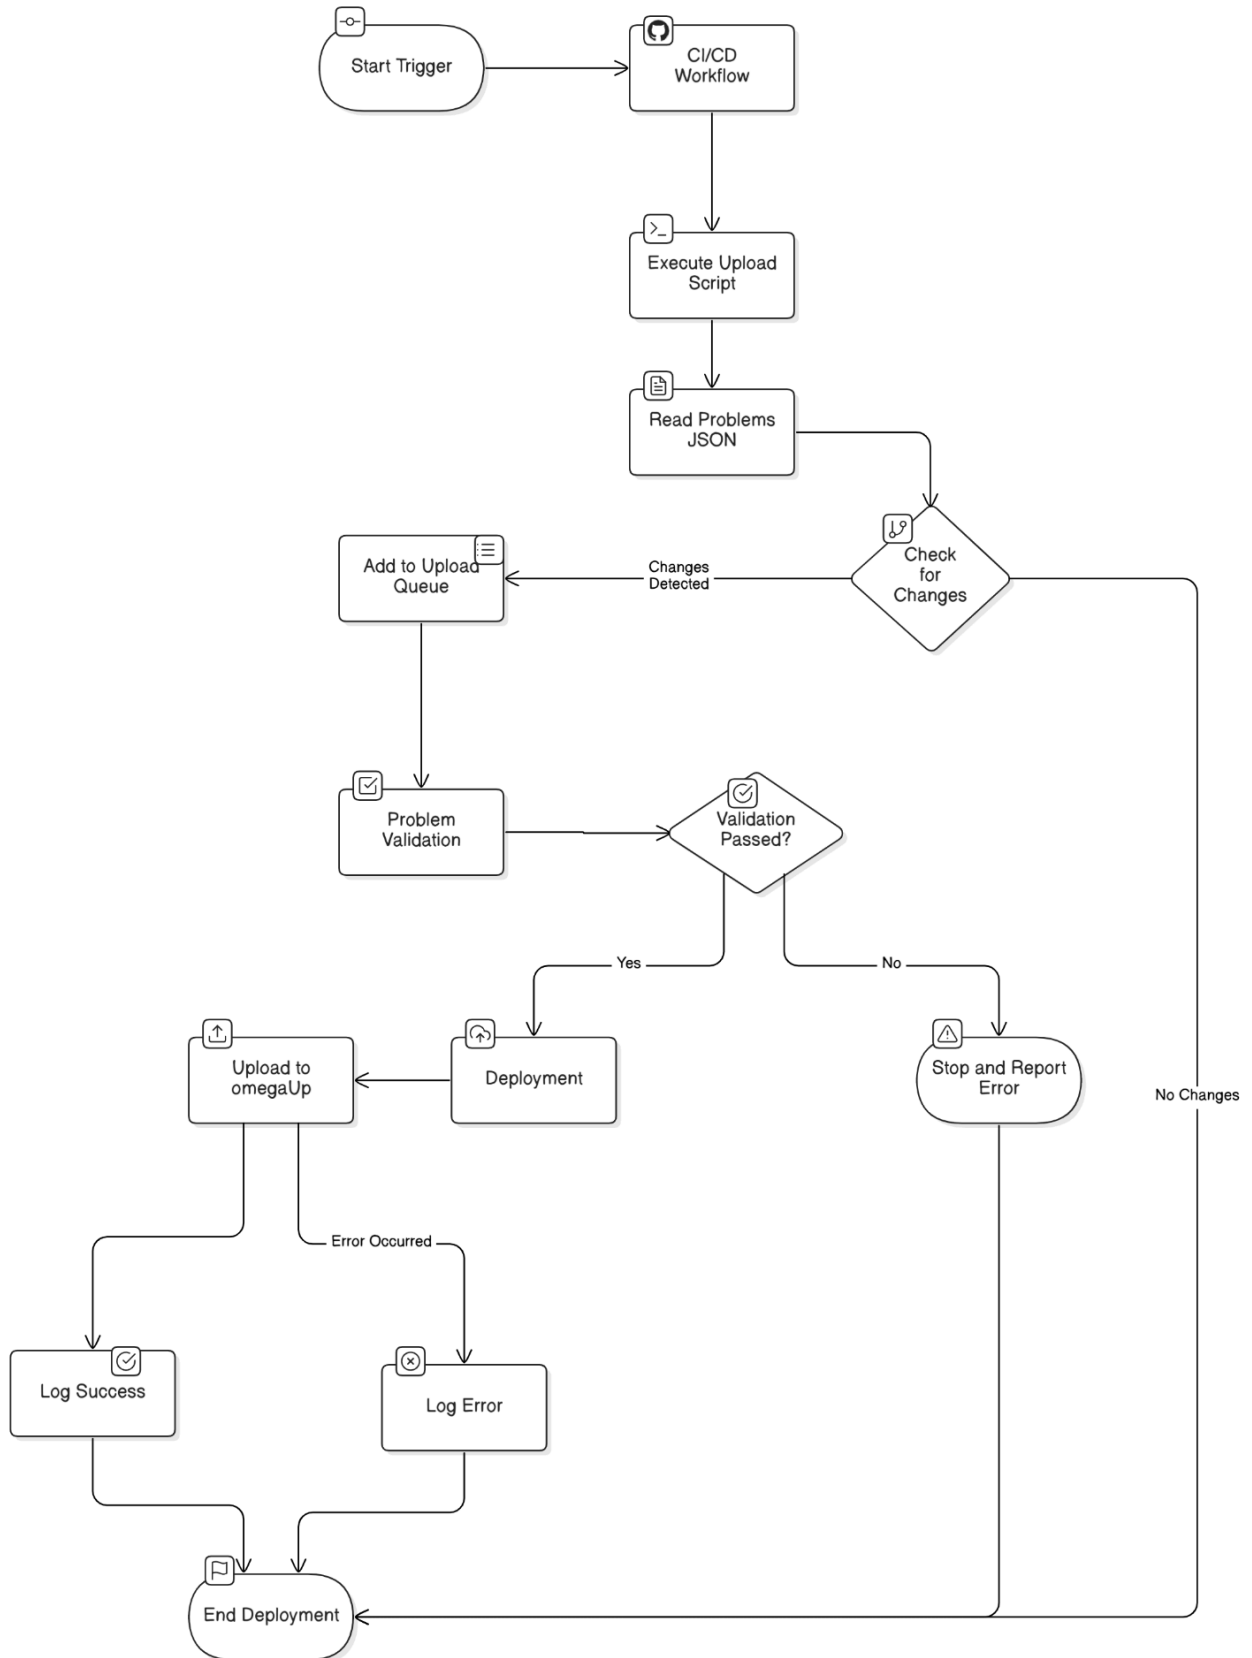 Start Trigger
CI/CD
Workflow
Execute Upload
Script
Read Problems
JSON
Check
for
Changes
Changes
Detected
Add to Upload
Queue
Problem
Validation
Validation
Passed?
Yes
No
Upload to
omegaUp
Deployment
Stop and Report
Error
No Changes
Error Occurred
Log Success
Log Error
End Deployment